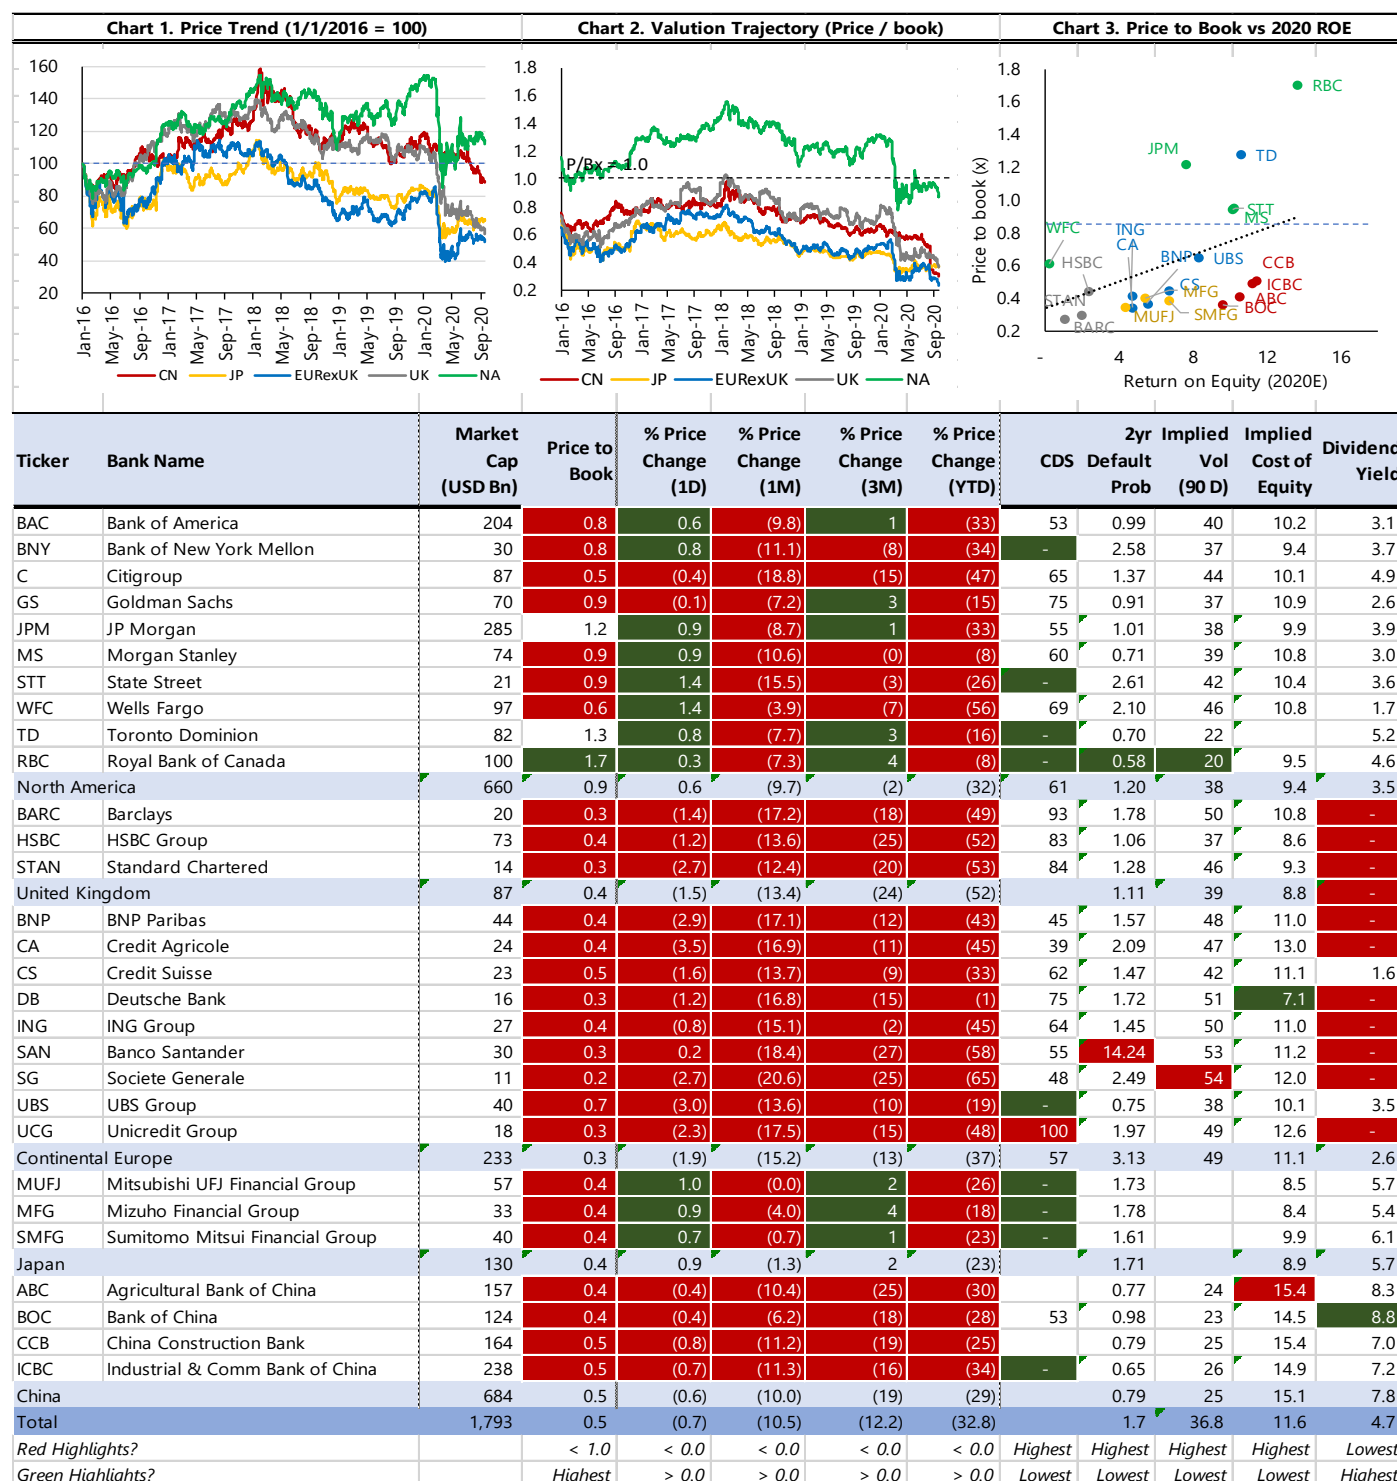 Chart 1. Price Trend (1/1/2016 = 100)
160
140
120
100
80
60
40
20
Jan-16
May-16
Sep-16
Jan-17
May-17
Sep-17
Jan-18
May-18
Sep-18
Jan-19
May-19
Sep-19
Jan-20
May-20
Sep-20
CN JP EURexUK UK NA
Chart 2. Valution Trajectory (Price / book)
1.8
1.6
1.4
1.2
1.0
0.8
0.6
0.4
0.2
P/Bx = 1.0
Jan-16
May-16
Sep-16
Jan-17
May-17
Sep-17
Jan-18
May-18
Sep-18
Jan-19
May-19
Sep-19
Jan-20
May-20
Sep-20
CN JP EURexUK UK NA
Chart 3. Price to Book vs 2020 ROE
Price to book (x)
1.8
1.6
1.4
1.2
1.0
0.8
0.6
0.4
0.2
RBC
JPM
TD
STT
MS
WFC
ING
CA
HSBC
BNP
UBS
CCB
CS
MFG
ICBC
ABC
STAN
BARC
MUFJ
SMFG
BOC
- 4 8 12 16
Return on Equity (2020E)
Ticker Bank Name Market Cap (USD Bn) Price to Book % Price Change (1D) % Price Change (1M) % Price Change (3M) % Price Change (YTD) CDS 2yr Default Prob Implied Vol (90 D) Implied Cost of Equity Dividend Yield
BAC Bank of America 204 0.8 0.6 (9.8) 1 (33) 53 0.99 40 10.2 3.1
BNY Bank of New York Mellon 30 0.8 0.8 (11.1) (8) (34) - 2.58 37 9.4 3.7
C Citigroup 87 0.5 (0.4) (18.8) (15) (47) 65 1.37 44 10.1 4.9
GS Goldman Sachs 70 0.9 (0.1) (7.2) 3 (15) 75 0.91 37 10.9 2.6
JPM JP Morgan 285 1.2 0.9 (8.7) 1 (33) 55 1.01 38 9.9 3.9
MS Morgan Stanley 74 0.9 0.9 (10.6) (0) (8) 60 0.71 39 10.8 3.0
STT State Street 21 0.9 1.4 (15.5) (3) (26) - 2.61 42 10.4 3.6
WFC Wells Fargo 97 0.6 1.4 (3.9) (7) (56) 69 2.10 46 10.8 1.7
TD Toronto Dominion 82 1.3 0.8 (7.7) 3 (16) - 0.70 22 5.2
RBC Royal Bank of Canada 100 1.7 0.3 (7.3) 4 (8) - 0.58 20 9.5 4.6
North America 660 0.9 0.6 (9.7) (2) (32) 61 1.20 38 9.4 3.5
BARC Barclays 20 0.3 (1.4) (17.2) (18) (49) 93 1.78 50 10.8 -
HSBC HSBC Group 73 0.4 (1.2) (13.6) (25) (52) 83 1.06 37 8.6 -
STAN Standard Chartered 14 0.3 (2.7) (12.4) (20) (53) 84 1.28 46 9.3 -
United Kingdom 87 0.4 (1.5) (13.4) (24) (52) 1.11 39 8.8 -
BNP BNP Paribas 44 0.4 (2.9) (17.1) (12) (43) 45 1.57 48 11.0 -
CA Credit Agricole 24 0.4 (3.5) (16.9) (11) (45) 39 2.09 47 13.0 -
CS Credit Suisse 23 0.5 (1.6) (13.7) (9) (33) 62 1.47 42 11.1 1.6
DB Deutsche Bank 16 0.3 (1.2) (16.8) (15) (1) 75 1.72 51 7.1 -
ING ING Group 27 0.4 (0.8) (15.1) (2) (45) 64 1.45 50 11.0 -
SAN Banco Santander 30 0.3 0.2 (18.4) (27) (58) 55 14.24 53 11.2 -
SG Societe Generale 11 0.2 (2.7) (20.6) (25) (65) 48 2.49 54 12.0 -
UBS UBS Group 40 0.7 (3.0) (13.6) (10) (19) - 0.75 38 10.1 3.5
UCG Unicredit Group 18 0.3 (2.3) (17.5) (15) (48) 100 1.97 49 12.6 -
Continental Europe 233 0.3 (1.9) (15.2) (13) (37) 57 3.13 49 11.1 2.6
MUFJ Mitsubishi UFJ Financial Group 57 0.4 1.0 (0.0) 2 (26) - 1.73 8.5 5.7
MFG Mizuho Financial Group 33 0.4 0.9 (4.0) 4 (18) - 1.78 8.4 5.4
SMFG Sumitomo Mitsui Financial Group 40 0.4 0.7 (0.7) 1 (23) - 1.61 9.9 6.1
Japan 130 0.4 0.9 (1.3) 2 (23) 1.71 8.9 5.7
ABC Agricultural Bank of China 157 0.4 (0.4) (10.4) (25) (30) 0.77 24 15.4 8.3
BOC Bank of China 124 0.4 (0.4) (6.2) (18) (28) 53 0.98 23 14.5 8.8
CCB China Construction Bank 164 0.5 (0.8) (11.2) (19) (25) 0.79 25 15.4 7.0
ICBC Industrial & Comm Bank of China 238 0.5 (0.7) (11.3) (16) (34) - 0.65 26 14.9 7.2
China 684 0.5 (0.6) (10.0) (19) (29) 0.79 25 15.1 7.8
Total 1,793 0.5 (0.7) (10.5) (12.2) (32.8) 1.7 36.8 11.6 4.7
Red Highlights? < 1.0 < 0.0 < 0.0 < 0.0 < 0.0 Highest Highest Highest Highest Lowest
Green Highlights? Highest > 0.0 > 0.0 > 0.0 > 0.0 Lowest Lowest Lowest Lowest Highest